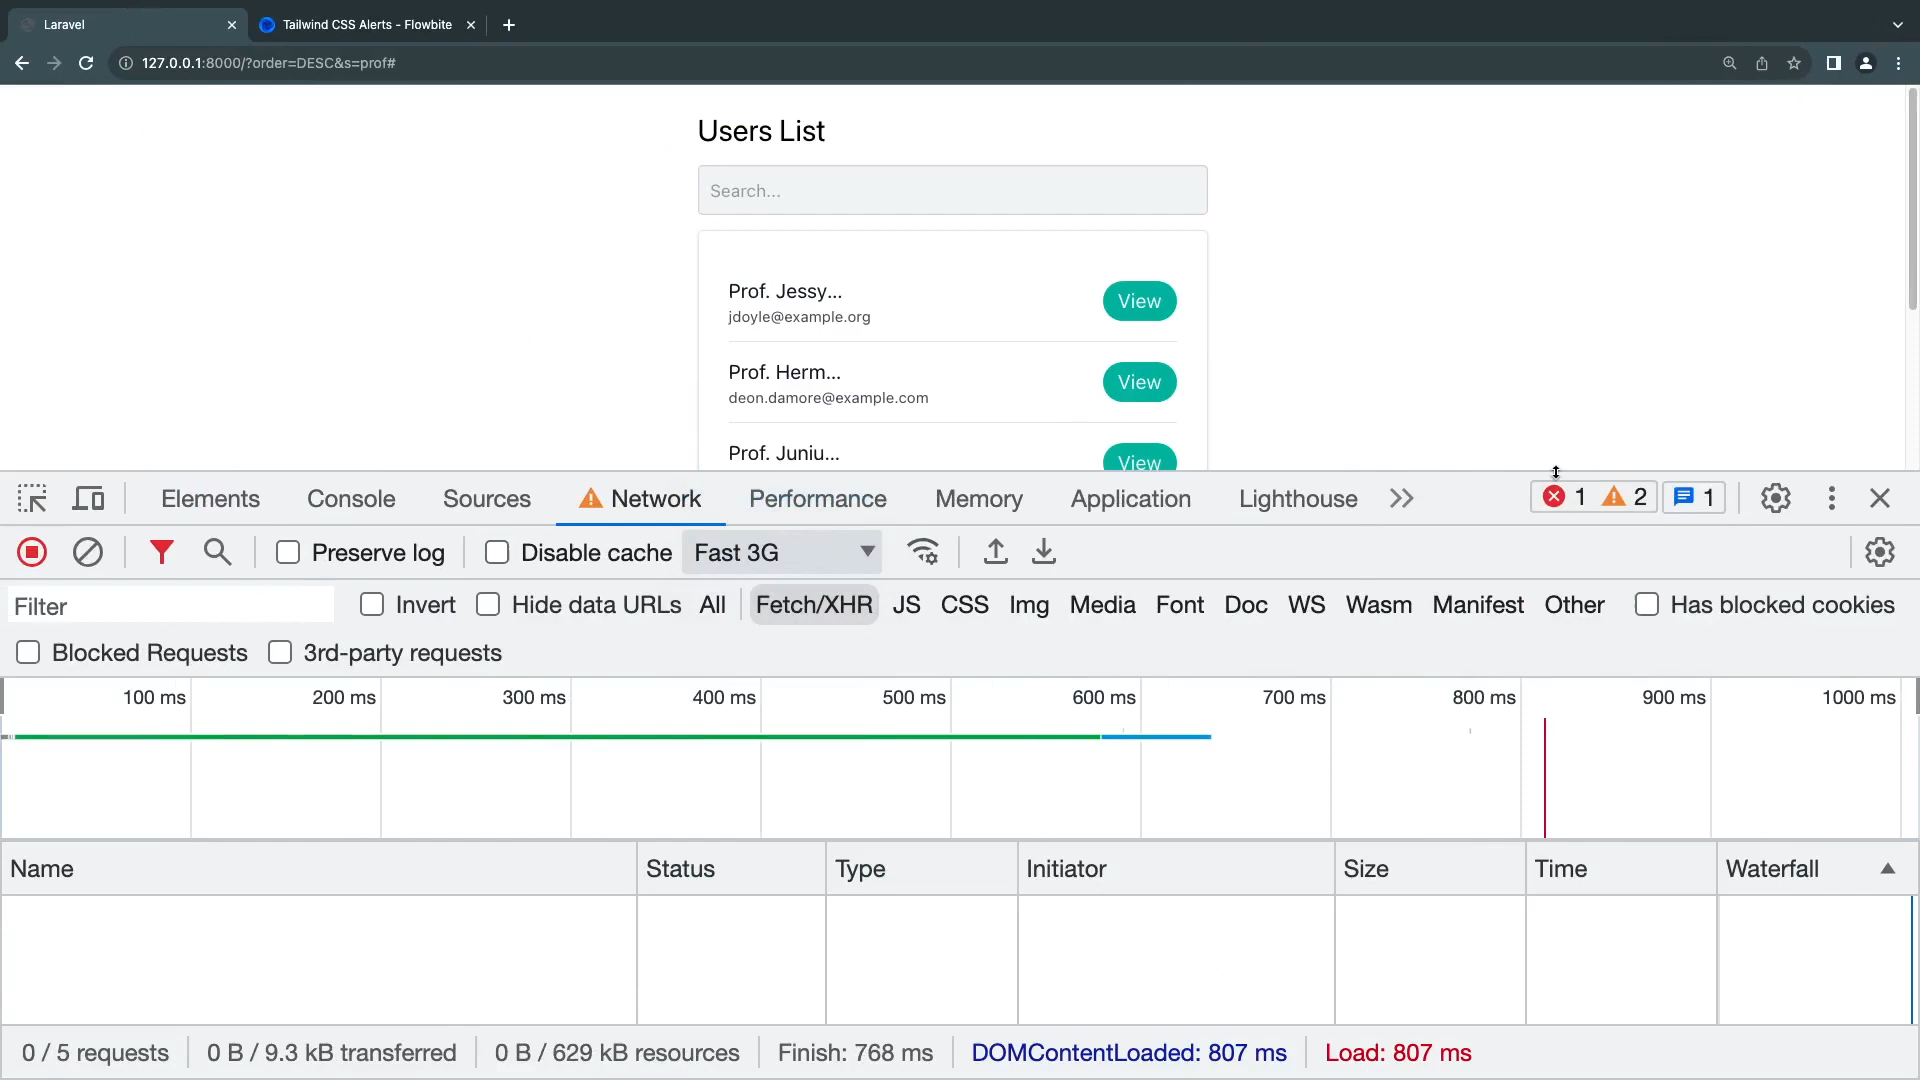 Laravel
Tailwind CSS Alerts - Flowbite
127.0.0.1:8000/?order=DESC&s=prof#
Users List
Search...
Prof. Jessy...
jdoyle@example.org
View
Prof. Herm...
deon.damore@example.com
View
Prof. Juniu...
View
Elements Console Sources Network Performance Memory Application Lighthouse 1 2 1
Preserve log Disable cache Fast 3G
Filter Invert Hide data URLs All Fetch/XHR JS CSS Img Media Font Doc WS Wasm Manifest Other Has blocked cookies
Blocked Requests 3rd-party requests
100 ms 200 ms 300 ms 400 ms 500 ms 600 ms 700 ms 800 ms 900 ms 1000 ms
Name Status Type Initiator Size Time Waterfall
0 / 5 requests 0 B / 9.3 kB transferred 0 B / 629 kB resources Finish: 768 ms DOMContentLoaded: 807 ms Load: 807 ms